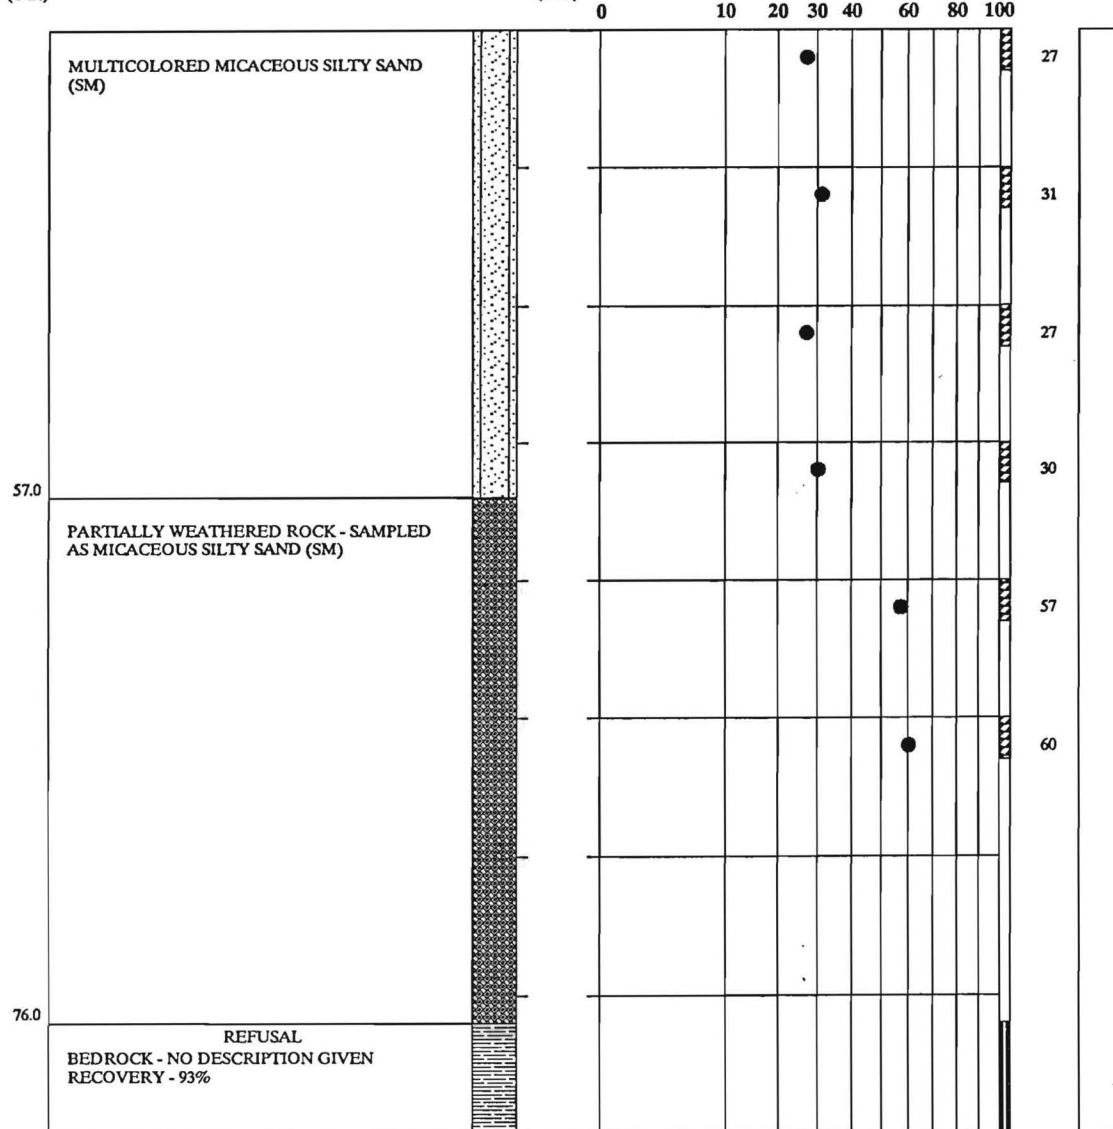 0 10 20 30 40 60 80 100
MULTICOLORED MICACEOUS SILTY SAND
(SM)
27
31
27
30
57.0
PARTIALLY WEATHERED ROCK - SAMPLED
AS MICACEOUS SILTY SAND (SM)
57
60
76.0
REFUSAL
BEDROCK - NO DESCRIPTION GIVEN
RECOVERY - 93%